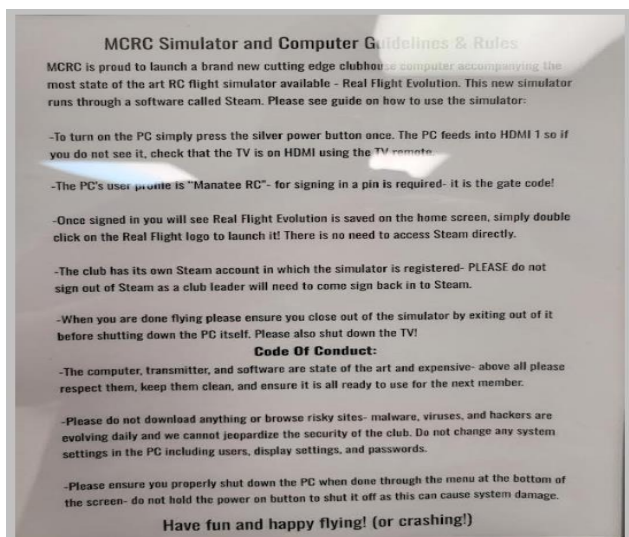 MCRC Simulator and Computer Guidelines & Rules
MCRC is proud to launch a brand new cutting edge clubhouse computer accompanying the
most state of the art RC flight simulator available - Real Flight Evolution. This new simulator
runs through a software called Steam. Please see guide on how to use the simulator:
-To turn on the PC simply press the silver power button once. The PC feeds into HDMI 1 so if
you do not see it, check that the TV is on HDMI using the TV remote.
-The PC's user profile is "Manatee RC"- for signing in a pin is required- it is the gate code!
-Once signed in you will see Real Flight Evolution is saved on the home screen, simply double
click on the Real Flight logo to launch it! There is no need to access Steam directly.
-The club has its own Steam account in which the simulator is registered- PLEASE do not
sign out of Steam as a club leader will need to come sign back in to Steam.
-When you are done flying please ensure you close out of the simulator by exiting out of it
before shutting down the PC itself. Please also shut down the TV!
Code Of Conduct:
-The computer, transmitter, and software are state of the art and expensive- above all please
respect them, keep them clean, and ensure it is all ready to use for the next member.
-Please do not download anything or browse risky sites- malware, viruses, and hackers are
evolving daily and we cannot jeopardize the security of the club. Do not change any system
settings in the PC including users, display settings, and passwords.
-Please ensure you properly shut down the PC when done through the menu at the bottom of
the screen- do not hold the power on button to shut it off as this can cause system damage.
Have fun and happy flying! (or crashing!)